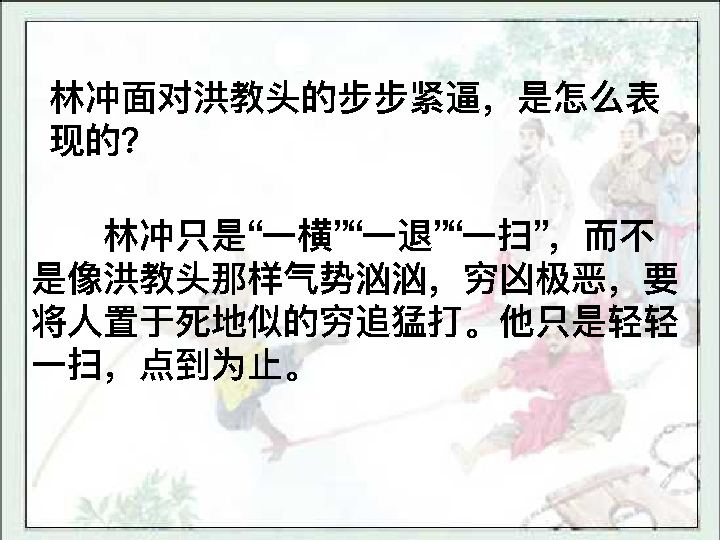 林冲面对洪教头的步步紧逼，是怎么表
现的？
林冲只是“一横”“一退”“一扫”，而不
是像洪教头那样气势汹汹，穷凶极恶，要
将人置于死地似的穷追猛打。他只是轻轻
一扫，点到为止。